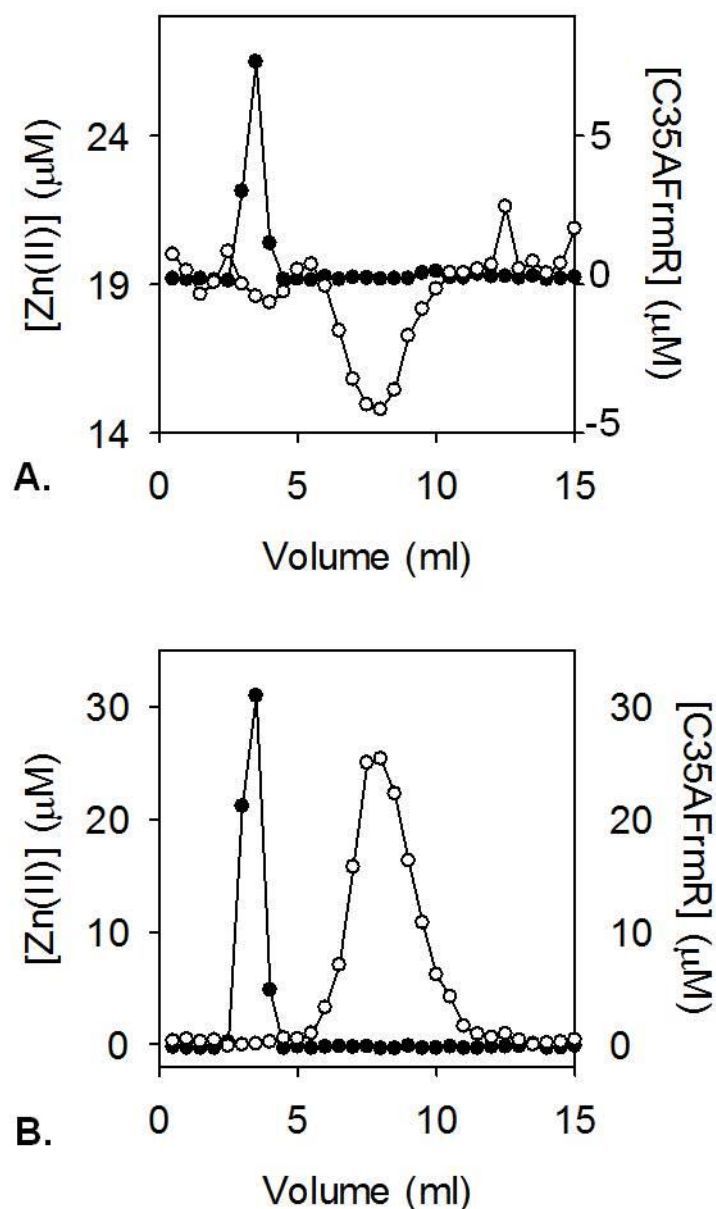 24
19
14
[Zn(II)] (μM)
5
0
-5
[C35AFrmR] (μM)
A.
0 5 10 15
Volume (ml)
30
20
10
0
[Zn(II)] (μM)
30
20
10
0
[C35AFrmR] (μM)
B.
0 5 10 15
Volume (ml)